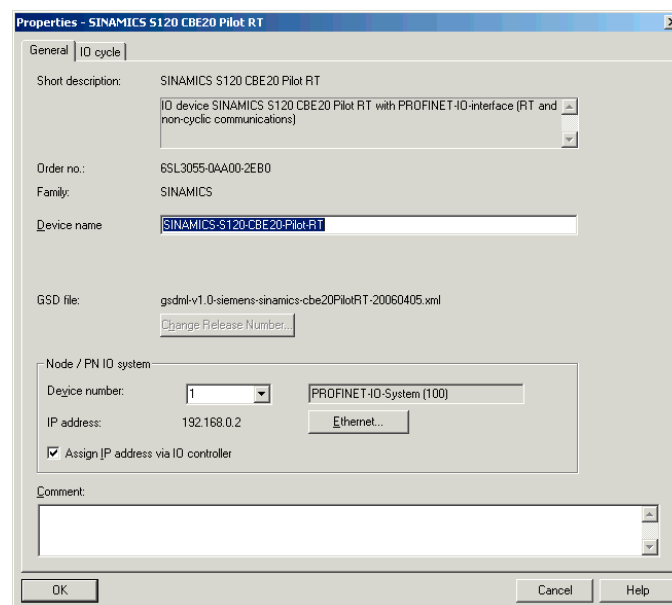 Properties - SINAMICS S120 CBE20 Pilot RT
General
IO cycle
Short description:
SINAMICS S120 CBE20 Pilot RT
IO device SINAMICS S120 CBE20 Pilot RT with PROFINET-IO-interface (RT and
non-cyclic communications)
Order no.:
6SL3055-0AA00-2EB0
Family:
SINAMICS
Device name
SINAMICS-S120-CBE20-Pilot-RT
GSD file:
gsdml-v1.0-siemens-sinamics-cbe20PilotRT-20060405.xml
Change Release Number...
Node / PN IO system
Device number:
1
PROFINET-IO-System (100)
IP address:
192.168.0.2
Ethernet...
Assign IP address via IO controller
Comment:
OK
Cancel
Help